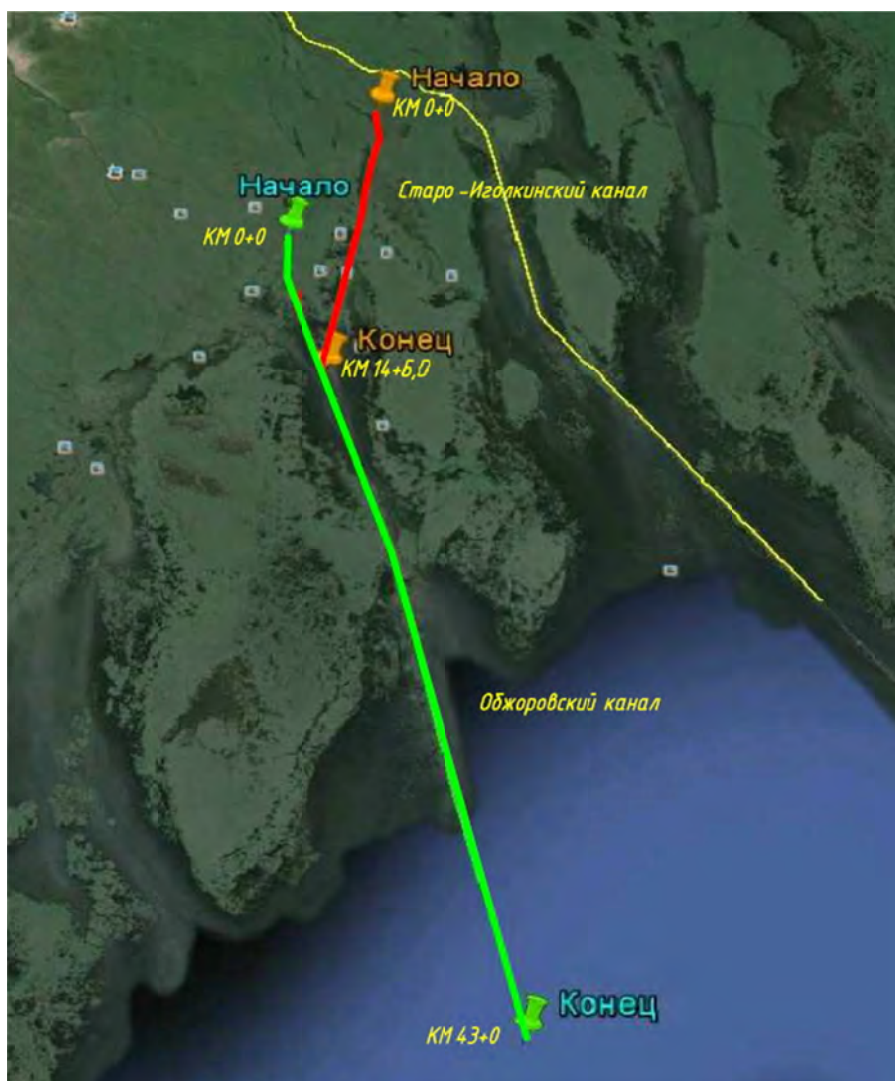 Начало
КМ 0+0
Начало
Старо -Иголкинский канал
КМ 0+0
Конец
КМ 14+Б,0
Обжоровский канал
Конец
КМ 43+0